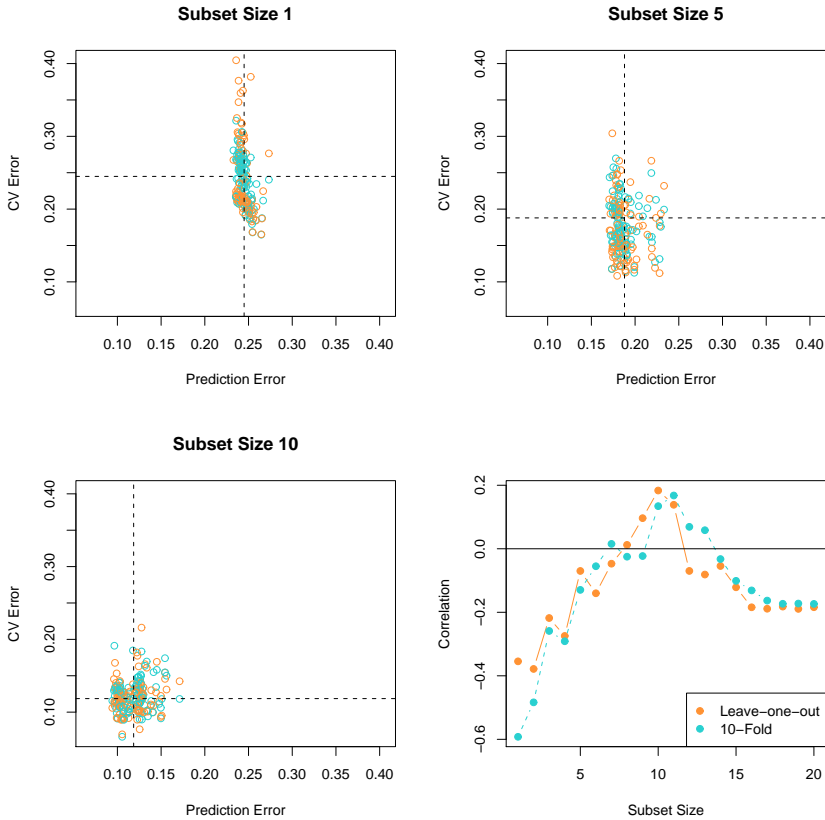 Subset Size 1
Subset Size 5
CV Error
0.10 0.20 0.30 0.40
0.10 0.15 0.20 0.25 0.30 0.35 0.40
Prediction Error
CV Error
0.10 0.20 0.30 0.40
0.10 0.15 0.20 0.25 0.30 0.35 0.40
Prediction Error
Subset Size 10
CV Error
0.10 0.20 0.30 0.40
0.10 0.15 0.20 0.25 0.30 0.35 0.40
Prediction Error
Correlation
-0.6 -0.4 -0.2 0.0 0.2
Leave-one-out
10-Fold
5 10 15 20
Subset Size